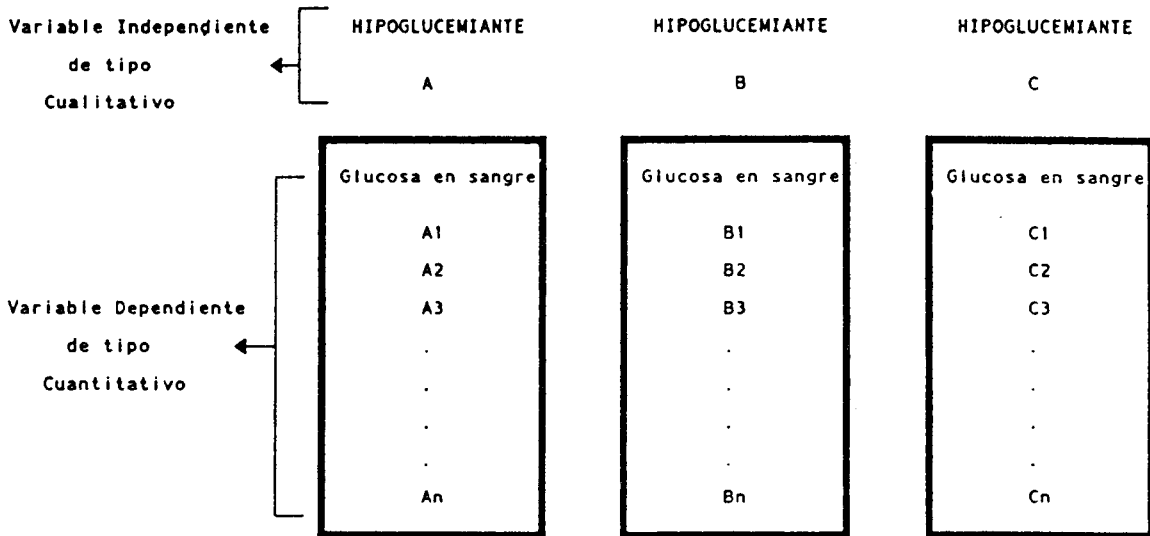 Variable Independiente
de tipo
Cualitativo
HIPOGLUCEMIANTE HIPOGLUCEMIANTE HIPOGLUCEMIANTE
A B C
Glucosa en sangre Glucosa en sangre Glucosa en sangre
A1 B1 C1
A2 B2 C2
A3 B3 C3
. . .
. . .
. . .
. . .
An Bn Cn
Variable Dependiente
de tipo
Cuantitativo